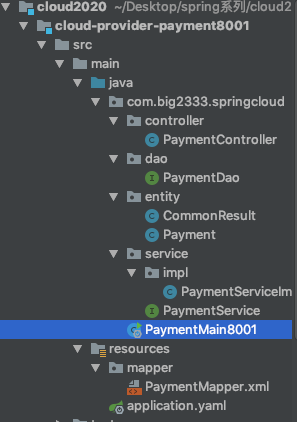 cloud2020 ~/Desktop/spring系列/cloud2
cloud-provider-payment8001
src
main
java
com.big2333.springcloud
controller
PaymentController
dao
PaymentDao
entity
CommonResult
Payment
service
impl
PaymentServiceIm
PaymentService
PaymentMain8001
resources
mapper
PaymentMapper.xml
application.yaml